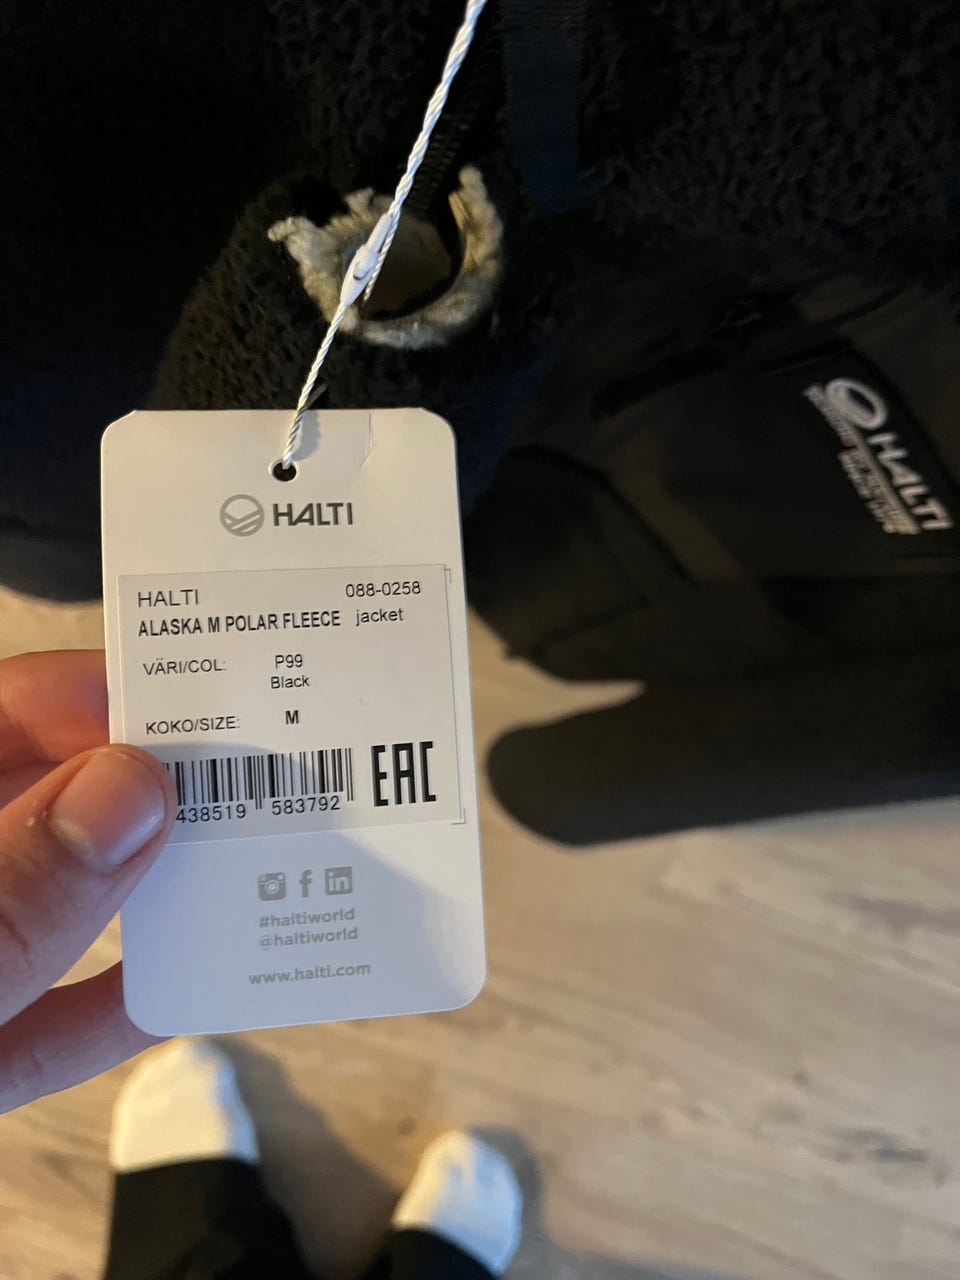 HALTI
HALTI 088-0258
ALASKA M POLAR FLEECE jacket
VÄRI/COL: P99
Black
KOKO/SIZE: M
EAC
438519 583792
#haltiworld
@haltiworld
www.halti.com
HALTI